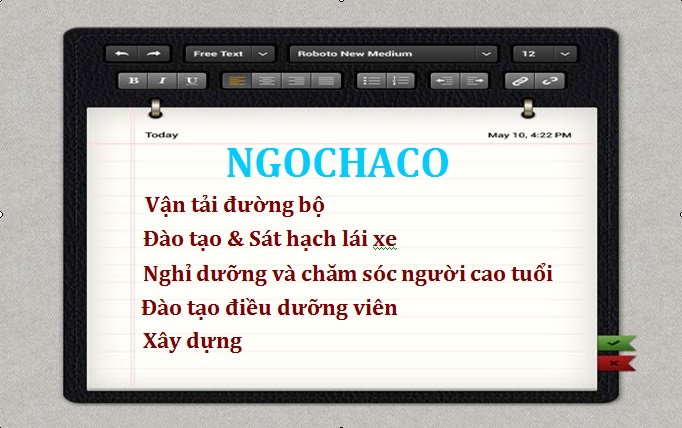 Free Text
Roboto New Medium
12
B I U
Today
May 10, 4:22 PM
NGOCHACO
Vận tải đường bộ
Đào tạo & Sát hạch lái xe
Nghỉ dưỡng và chăm sóc người cao tuổi
Đào tạo điều dưỡng viên
Xây dựng